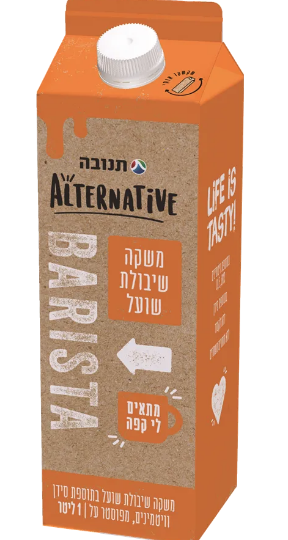 תנובה
ALTERNATIVE
BARISTA
משקה
שיבולת
שועל
מתאים
לי קפה
משקה שיבולת שועל בתוספת סידן
וויטמינים, מפוסטר על | 1 ליטר
LIFE IS
TASTY!